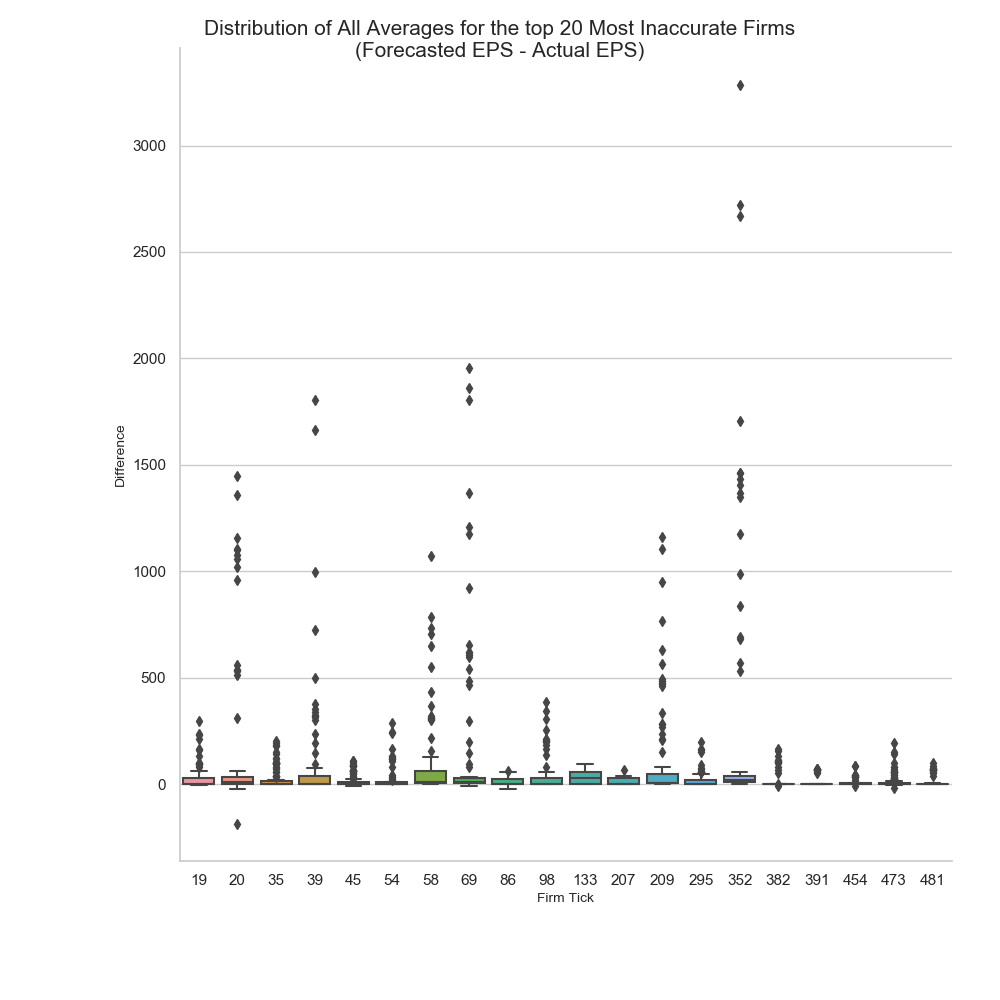 Distribution of All Averages for the top 20 Most Inaccurate Firms
(Forecasted EPS - Actual EPS)
3000
2500
2000
1500
1000
500
0
Difference
19 20 35 39 45 54 58 69 86 98 133 207 209 295 352 382 391 454 473 481
Firm Tick